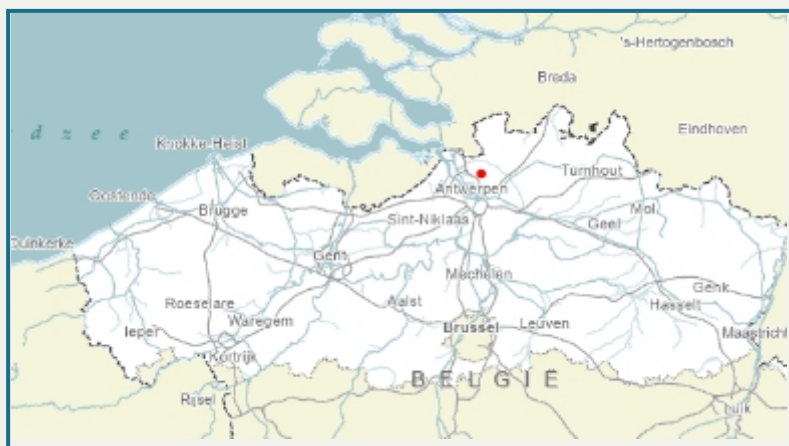 's-Hertogenbosch
Breda
Eindhoven
dzee
Knokke-Heist
Turnhout
Antwerpen
Oostende
Brugge
Sint-Niklaas
Mol
Geel
Duinkerke
Gent
Mechelen
Genk
Roeselare
Aalst
Hasselt
Waregem
Ieper
Brussel
Leuven
Maastricht
Kortrijk
BELGIË
Rijsel
Luik